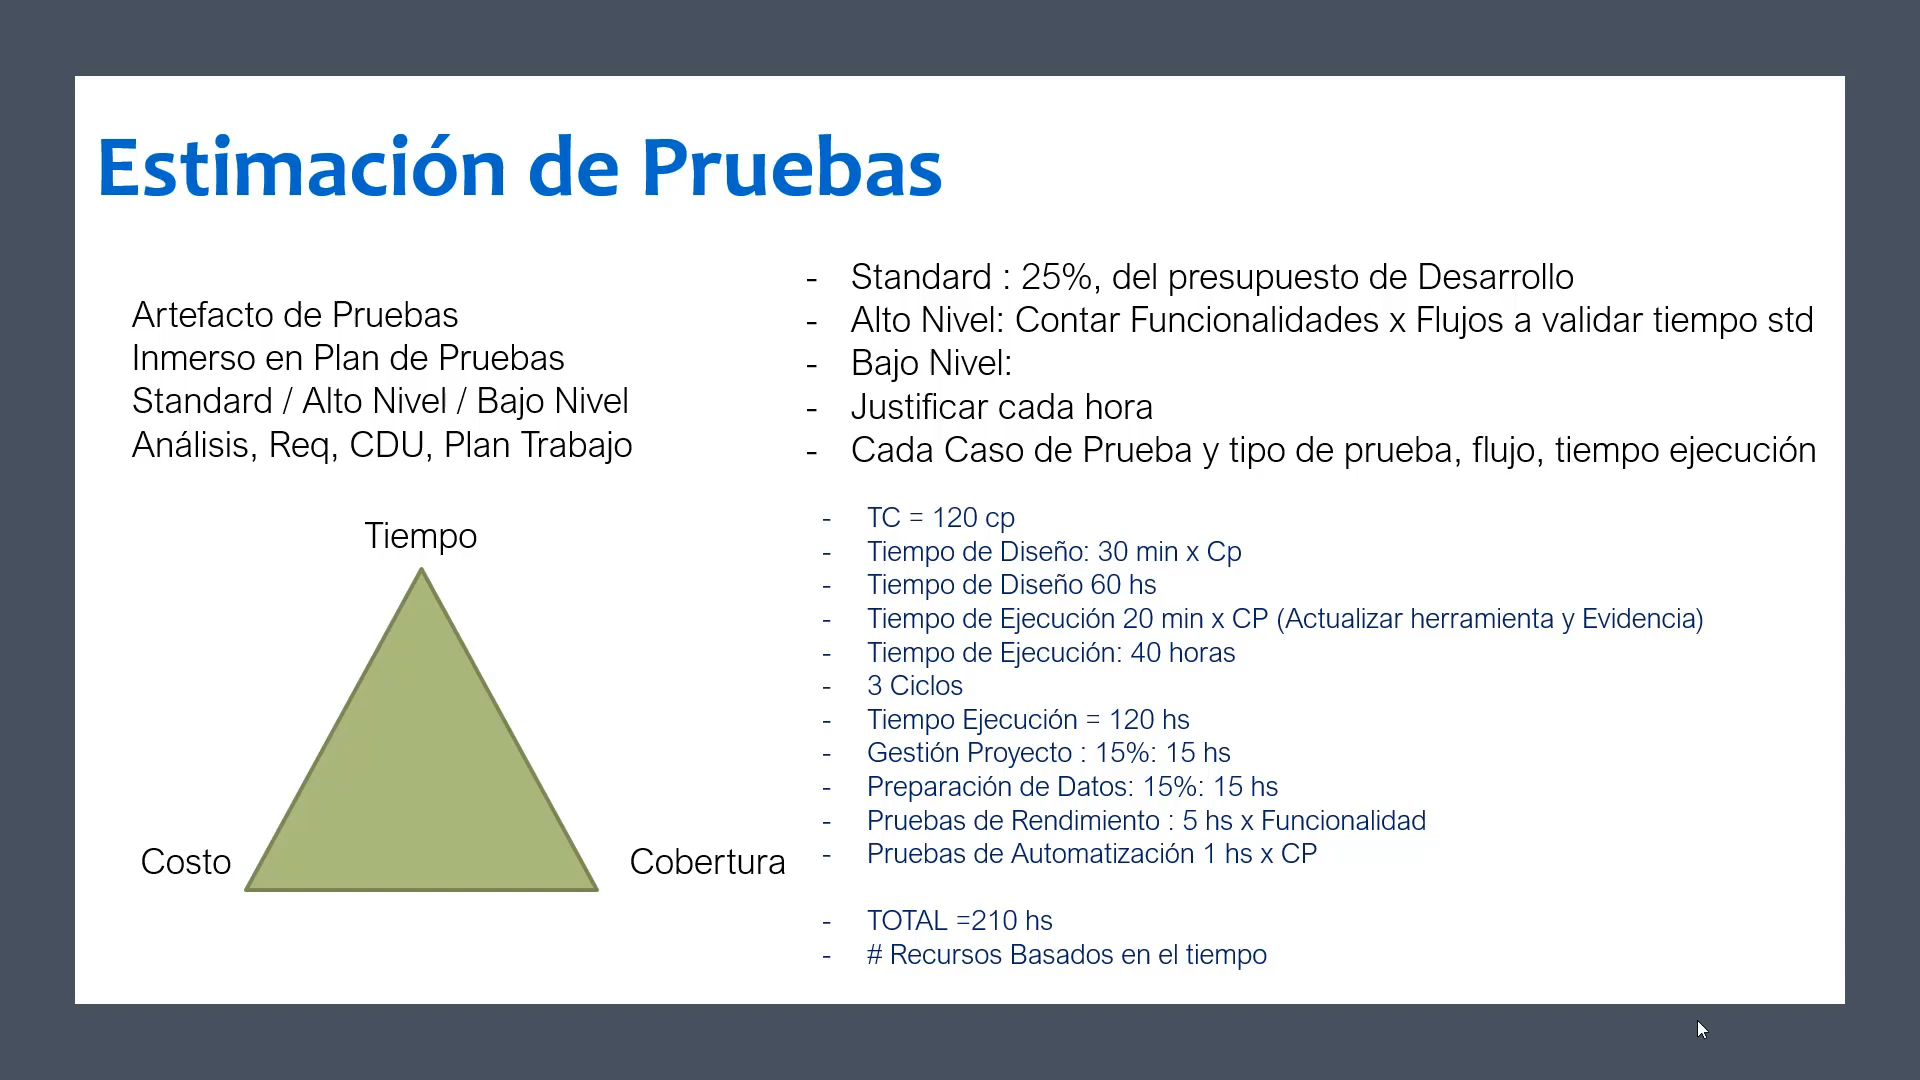 Estimación de Pruebas
Artefacto de Pruebas
Inmerso en Plan de Pruebas
Standard / Alto Nivel / Bajo Nivel
Análisis, Req, CDU, Plan Trabajo
Tiempo
Costo
Cobertura
- Standard : 25%, del presupuesto de Desarrollo
- Alto Nivel: Contar Funcionalidades x Flujos a validar tiempo std
- Bajo Nivel:
- Justificar cada hora
- Cada Caso de Prueba y tipo de prueba, flujo, tiempo ejecución
- TC = 120 cp
- Tiempo de Diseño: 30 min x Cp
- Tiempo de Diseño 60 hs
- Tiempo de Ejecución 20 min x CP (Actualizar herramienta y Evidencia)
- Tiempo de Ejecución: 40 horas
- 3 Ciclos
- Tiempo Ejecución = 120 hs
- Gestión Proyecto : 15%: 15 hs
- Preparación de Datos: 15%: 15 hs
- Pruebas de Rendimiento : 5 hs x Funcionalidad
- Pruebas de Automatización 1 hs x CP
- TOTAL =210 hs
- # Recursos Basados en el tiempo